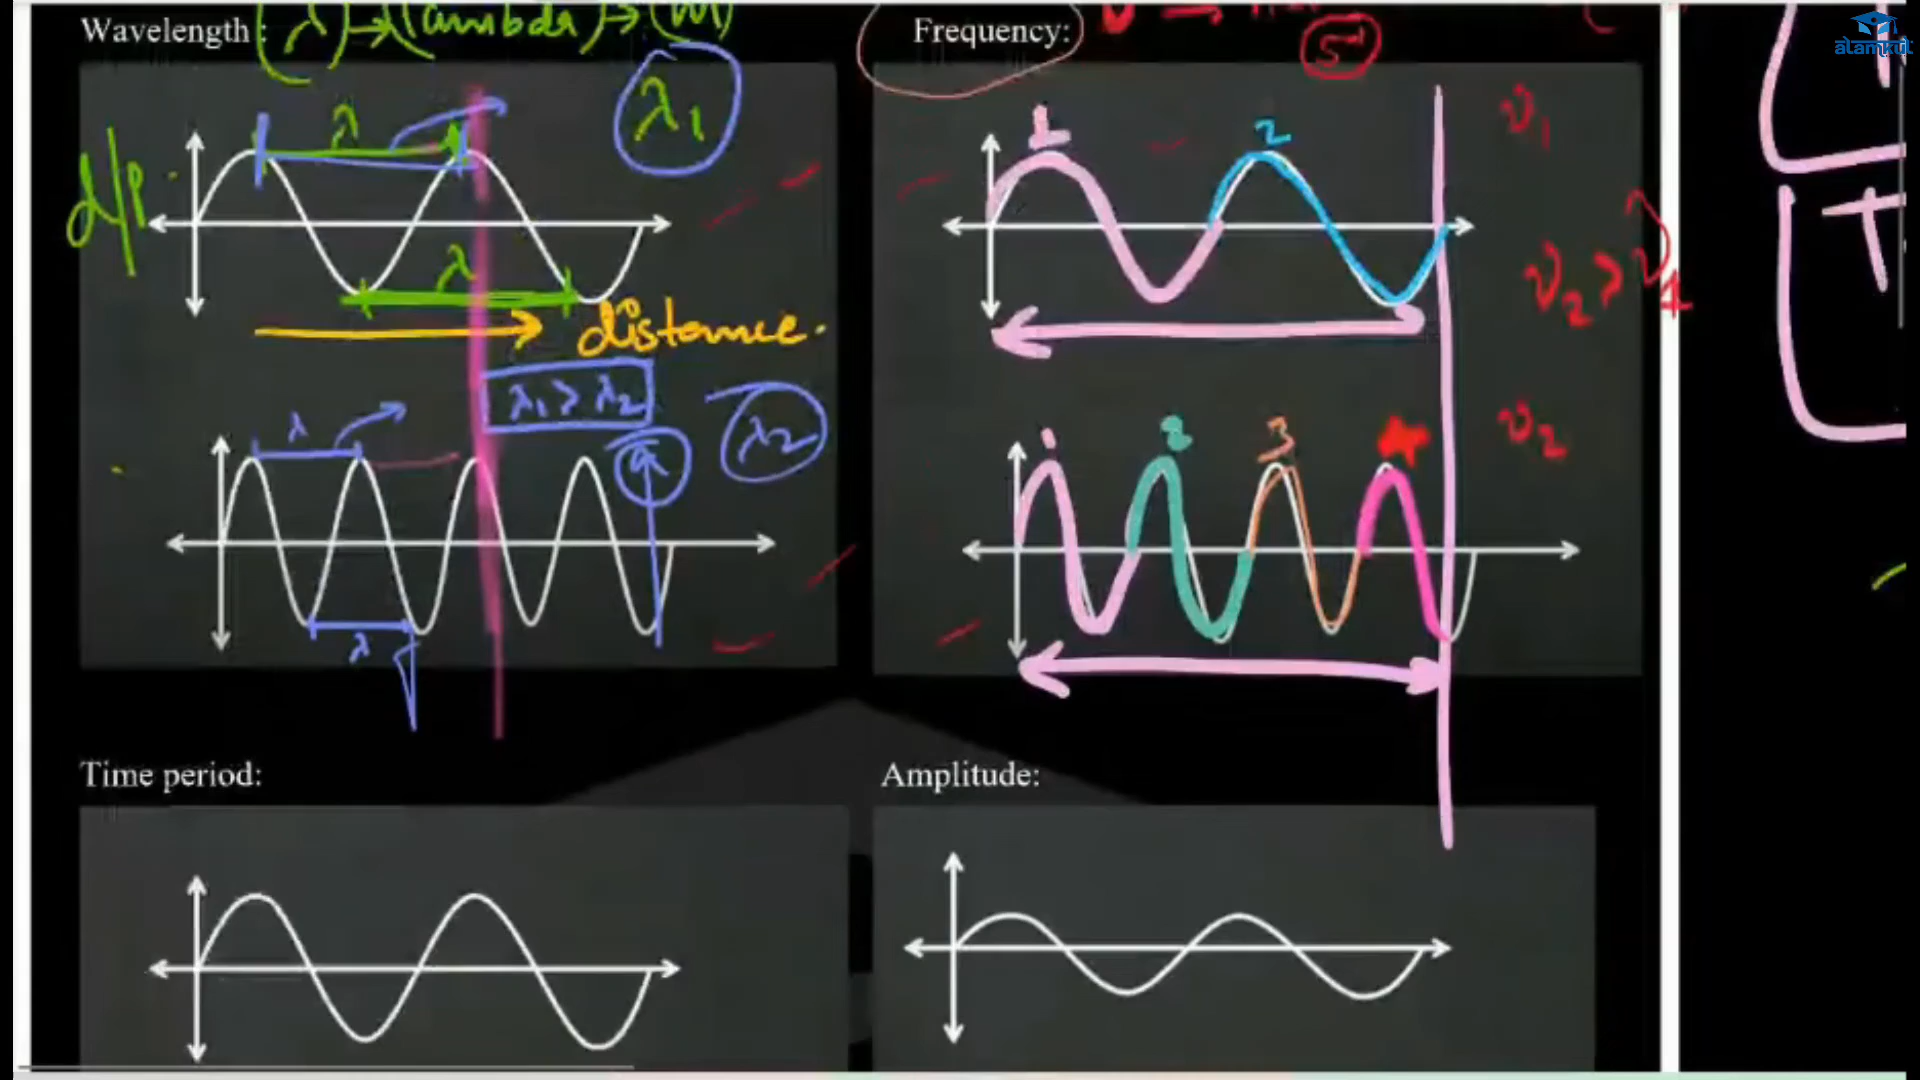 Wavelength :
(λ) → (lambda) → (m)
Frequency:
S⁻¹
alamkul
λ
λ₁
d/p.
λ
distance.
λ₁ > λ₂
λ
λ₂
λ
1
2
ν₁
ν₂ > ν1
1
2
3
4
ν₂
T
Time period:
Amplitude: